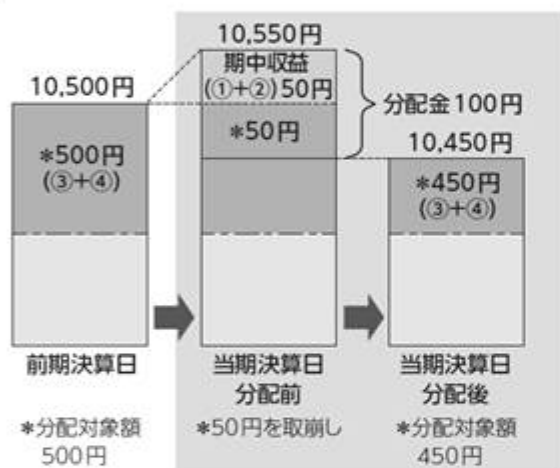 10,500円
*500円
(③+④)
前期決算日
*分配対象額
500円
10,550円
期中収益
(①+②)50円
*50円
分配金100円
当期決算日
分配前
*50円を取崩し
10,450円
*450円
(③+④)
当期決算日
分配後
*分配対象額
450円